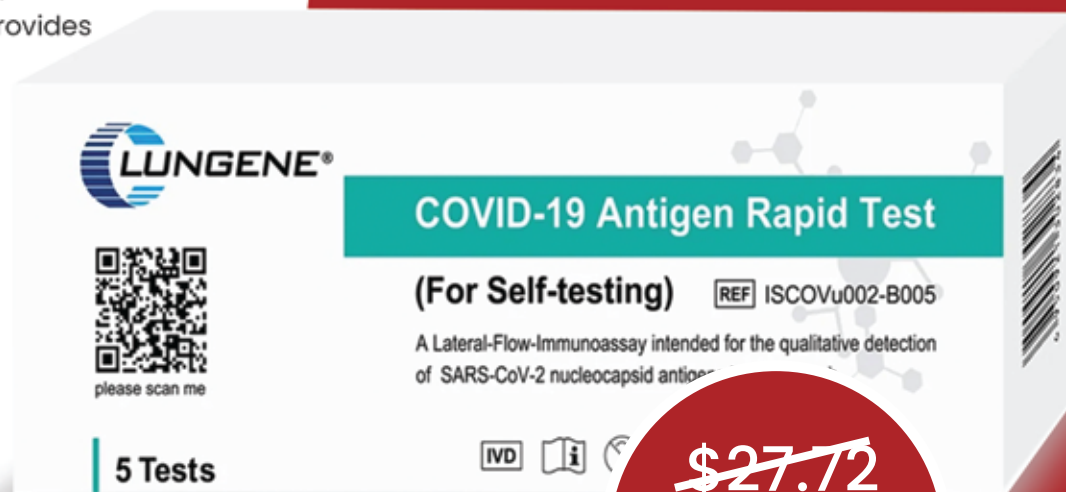 rovides
LUNGENE®
COVID-19 Antigen Rapid Test
(For Self-testing) REF ISCOVu002-B005
A Lateral-Flow-Immunoassay intended for the qualitative detection
of SARS-CoV-2 nucleocapsid antige
please scan me
5 Tests
IVD i
$27.72